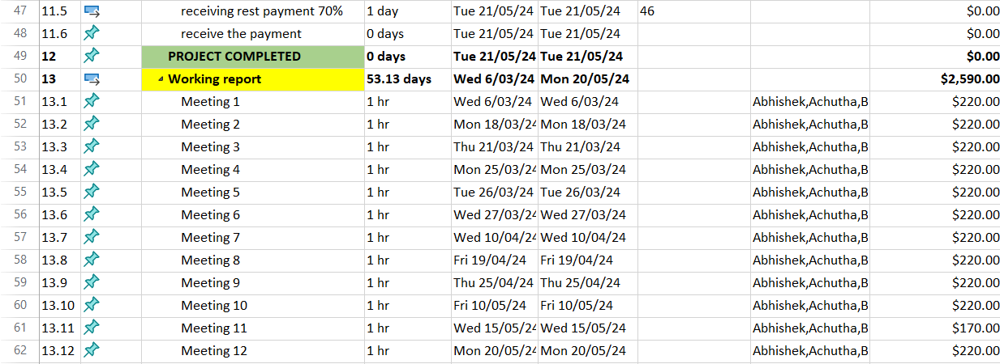 47 11.5 receiving rest payment 70% 1 day Tue 21/05/24 Tue 21/05/24 46 $0.00
48 11.6 receive the payment 0 days Tue 21/05/24 Tue 21/05/24 $0.00
49 12 PROJECT COMPLETED 0 days Tue 21/05/24 Tue 21/05/24 $0.00
50 13 Working report 53.13 days Wed 6/03/24 Mon 20/05/24 $2,590.00
51 13.1 Meeting 1 1 hr Wed 6/03/24 Wed 6/03/24 Abhishek,Achutha,B $220.00
52 13.2 Meeting 2 1 hr Mon 18/03/24 Mon 18/03/24 Abhishek,Achutha,B $220.00
53 13.3 Meeting 3 1 hr Thu 21/03/24 Thu 21/03/24 Abhishek,Achutha,B $220.00
54 13.4 Meeting 4 1 hr Mon 25/03/24 Mon 25/03/24 Abhishek,Achutha,B $220.00
55 13.5 Meeting 5 1 hr Tue 26/03/24 Tue 26/03/24 Abhishek,Achutha,B $220.00
56 13.6 Meeting 6 1 hr Wed 27/03/24 Wed 27/03/24 Abhishek,Achutha,B $220.00
57 13.7 Meeting 7 1 hr Wed 10/04/24 Wed 10/04/24 Abhishek,Achutha,B $220.00
58 13.8 Meeting 8 1 hr Fri 19/04/24 Fri 19/04/24 Abhishek,Achutha,B $220.00
59 13.9 Meeting 9 1 hr Thu 25/04/24 Thu 25/04/24 Abhishek,Achutha,B $220.00
60 13.10 Meeting 10 1 hr Fri 10/05/24 Fri 10/05/24 Abhishek,Achutha,B $220.00
61 13.11 Meeting 11 1 hr Wed 15/05/24 Wed 15/05/24 Abhishek,Achutha,B $170.00
62 13.12 Meeting 12 1 hr Mon 20/05/24 Mon 20/05/24 Abhishek,Achutha,B $220.00